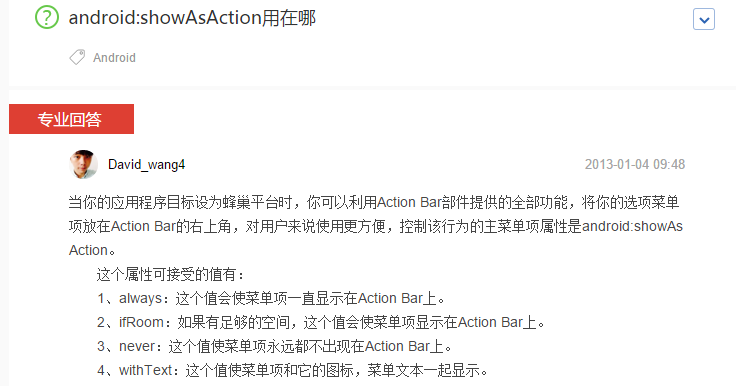 android:showAsAction用在哪
Android
专业回答
David_wang4
2013-01-04 09:48
当你的应用程序目标设为蜂巢平台时，你可以利用Action Bar部件提供的全部功能，将你的选项菜单
项放在Action Bar的右上角，对用户来说使用更方便，控制该行为的主菜单项属性是android:showAs
Action。
这个属性可接受的值有：
1、always：这个值会使菜单项一直显示在Action Bar上。
2、ifRoom：如果有足够的空间，这个值会使菜单项显示在Action Bar上。
3、never：这个值使菜单项永远都不出现在Action Bar上。
4、withText：这个值使菜单项和它的图标，菜单文本一起显示。